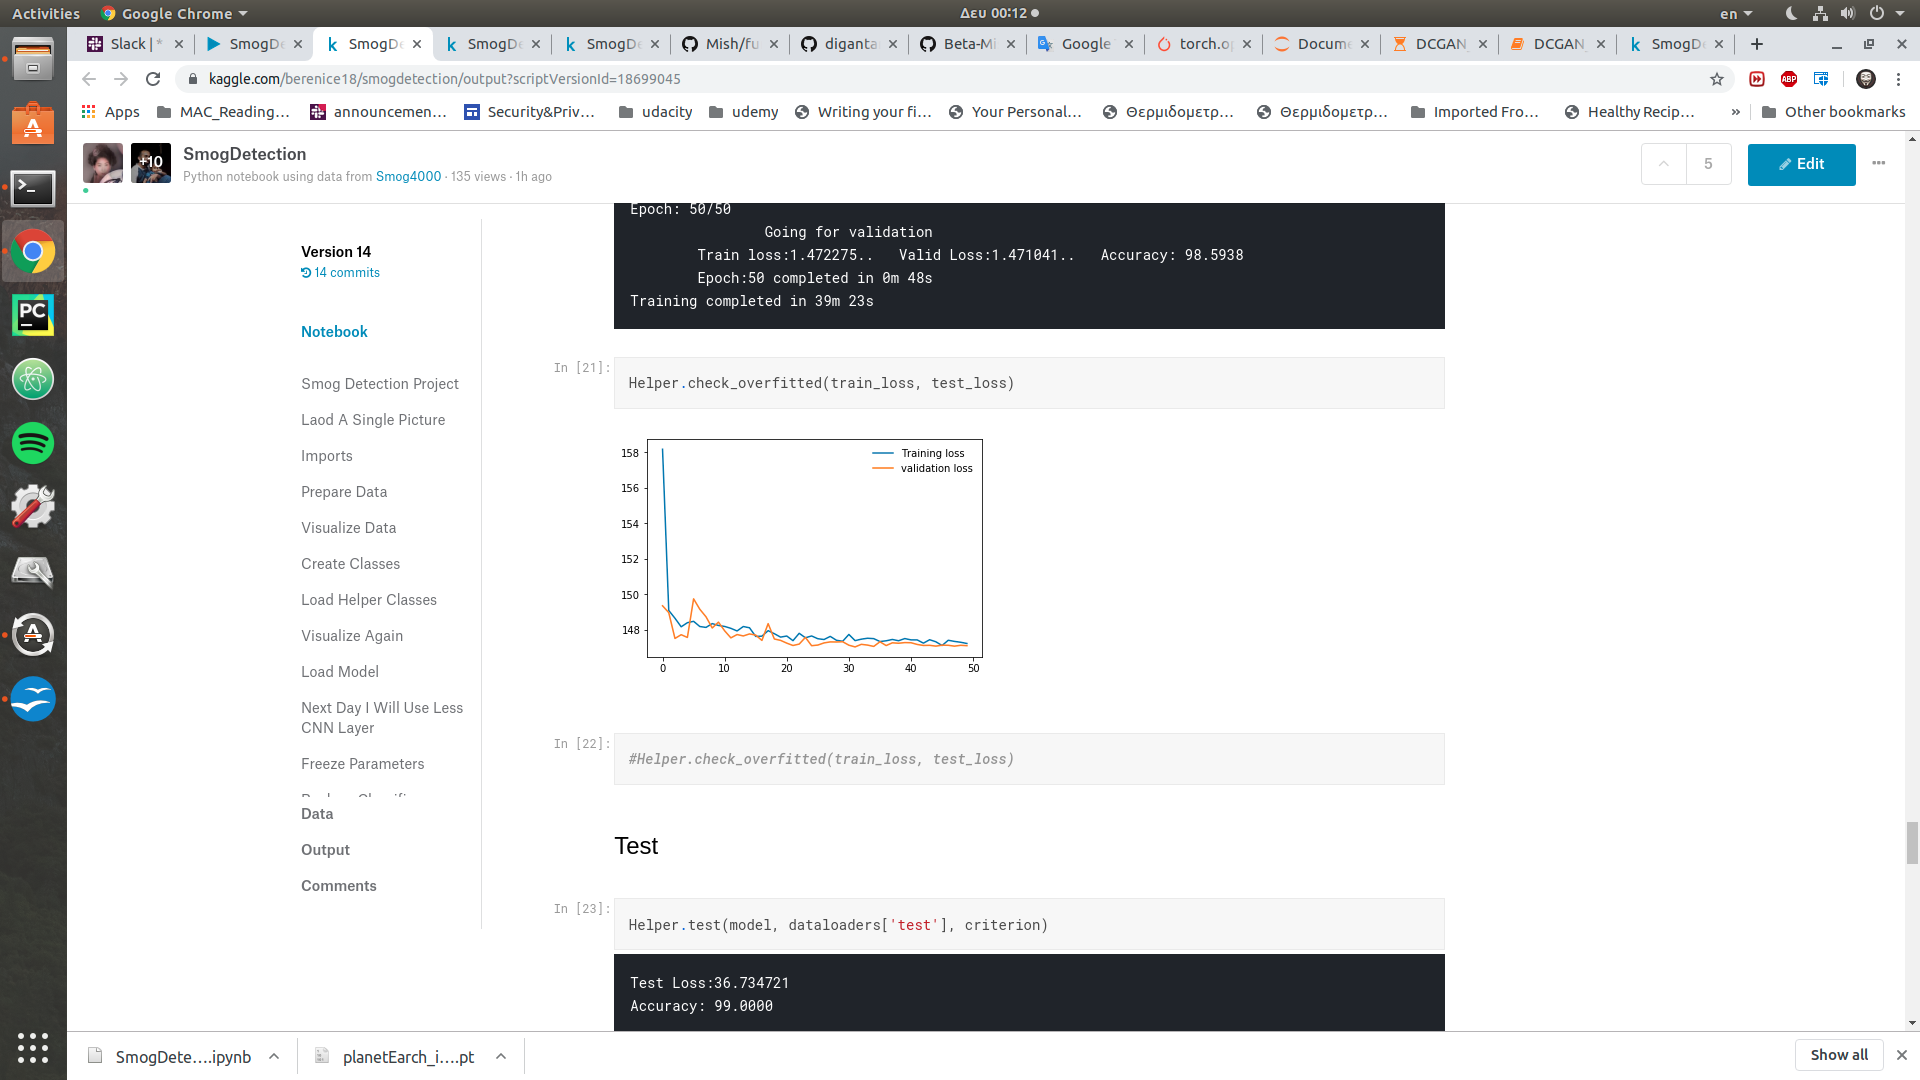 Activities
Google Chrome
Δευ 00:12
en
Slack | *
SmogDe
SmogDe
SmogDe
SmogDe
Mish/fu
diganta
Beta-Mi
Google
torch.o
Docume
DCGAN_
DCGAN_
SmogDe
kaggle.com/berenice18/smogdetection/output?scriptVersionId=18699045
ABP
Apps
MAC_Reading...
announcemen...
Security&Priv...
udacity
udemy
Writing your fi...
Your Personal...
Θερμιδομετρ...
Θερμιδομετρ...
Imported Fro...
Healthy Recip...
»
Other bookmarks
+10
SmogDetection
Python notebook using data from Smog4000 · 135 views · 1h ago
5
Edit
Version 14
14 commits
Notebook
Smog Detection Project
Laod A Single Picture
Imports
Prepare Data
Visualize Data
Create Classes
Load Helper Classes
Visualize Again
Load Model
Next Day I Will Use Less
CNN Layer
Freeze Parameters
Data
Output
Comments
Epoch: 50/50
Going for validation
Train loss:1.472275.. Valid Loss:1.471041.. Accuracy: 98.5938
Epoch:50 completed in 0m 48s
Training completed in 39m 23s
In [21]:
Helper.check_overfitted(train_loss, test_loss)
158
156
154
152
150
148
0
10
20
30
40
50
Training loss
validation loss
In [22]:
#Helper.check_overfitted(train_loss, test_loss)
Test
In [23]:
Helper.test(model, dataloaders['test'], criterion)
Test Loss:36.734721
Accuracy: 99.0000
SmogDete....ipynb
planetEarch_i....pt
Show all